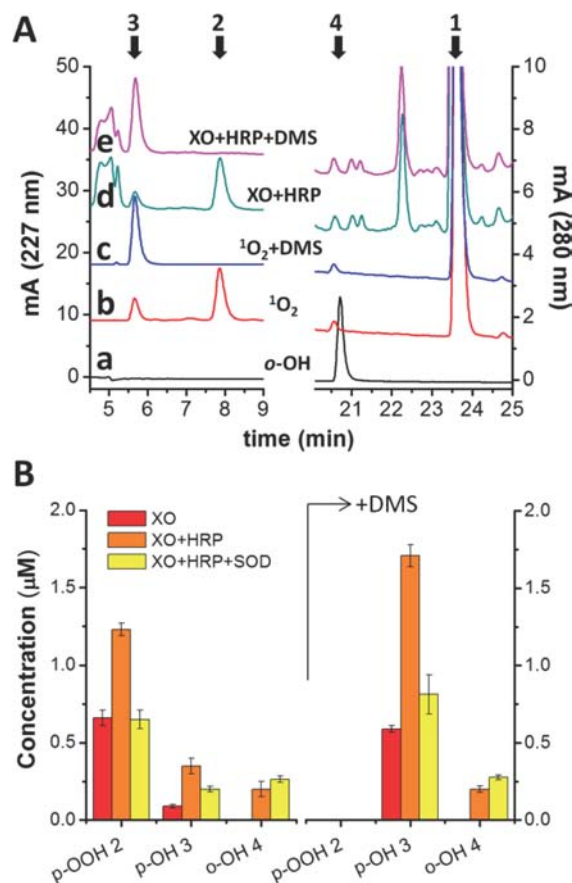 A
3 2 4 1
50 10
40 8
30 6
20 4
10 2
0 0
mA (227 nm)
mA (280 nm)
e XO+HRP+DMS
d XO+HRP
c ¹O₂+DMS
b ¹O₂
a o-OH
5 6 7 8 9 21 22 23 24 25
time (min)
B
2.0 2.0
1.5 1.5
1.0 1.0
0.5 0.5
0.0 0.0
Concentration (μM)
XO
XO+HRP
XO+HRP+SOD
+DMS
p-OOH 2 p-OH 3 o-OH 4 p-OOH 2 p-OH 3 o-OH 4